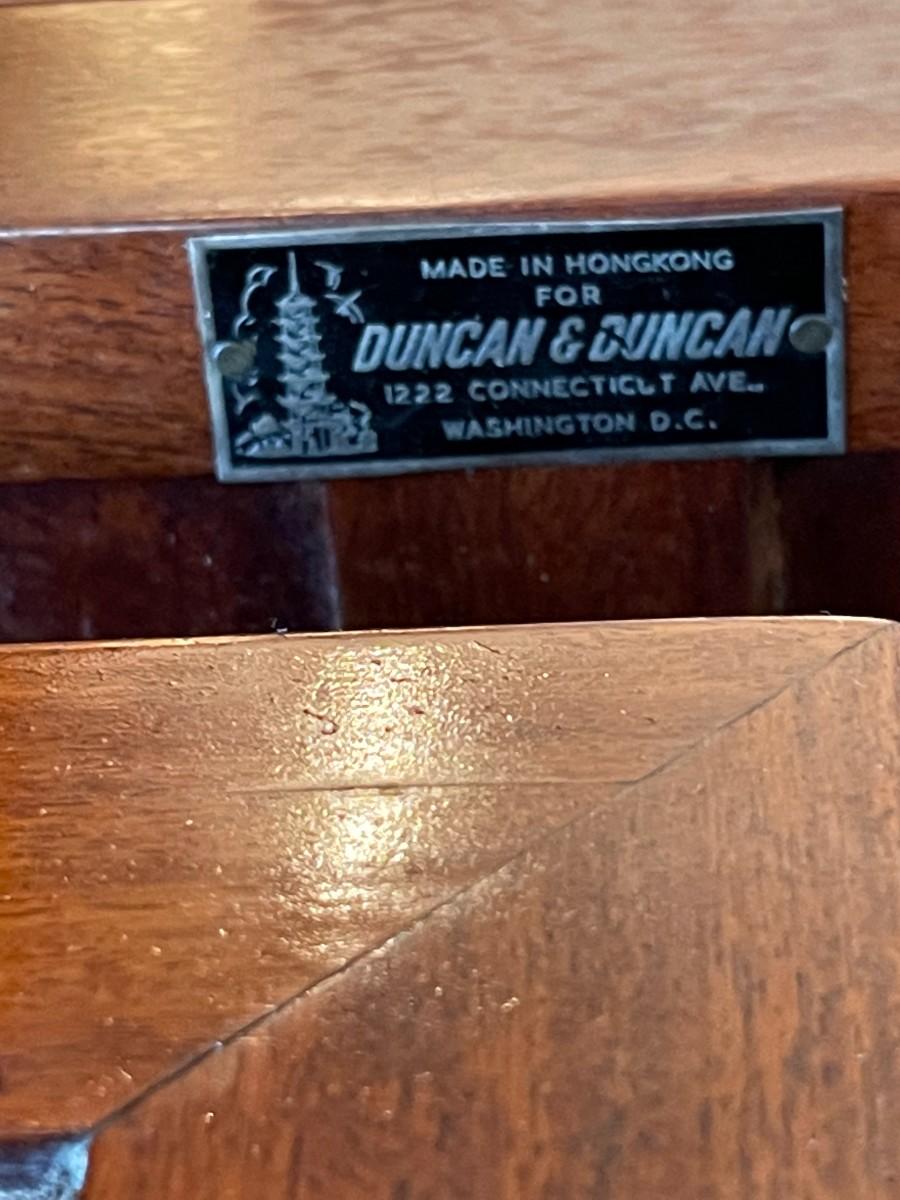 MADE IN HONGKONG
FOR
DUNCAN & DUNCAN
1222 CONNECTICUT AVE.
WASHINGTON D.C.